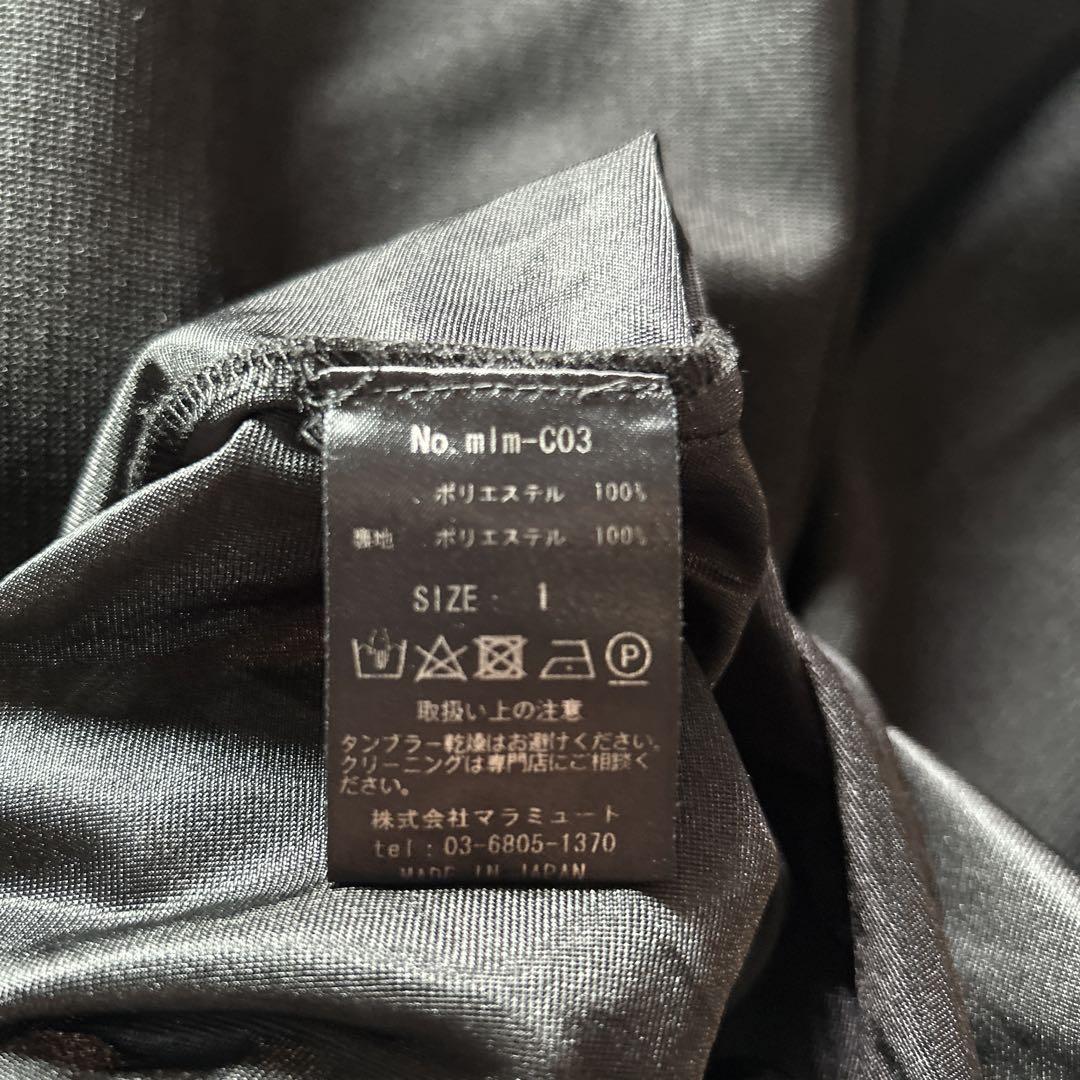 No.mlm-C03
ポリエステル 100%
裏地 ポリエステル 100%
SIZE : 1
P
取扱い上の注意
タンブラー乾燥はお避けください。
クリーニングは専門店にご相談く
ださい。
株式会社マラミュート
tel : 03-6805-1370
MADE IN JAPAN